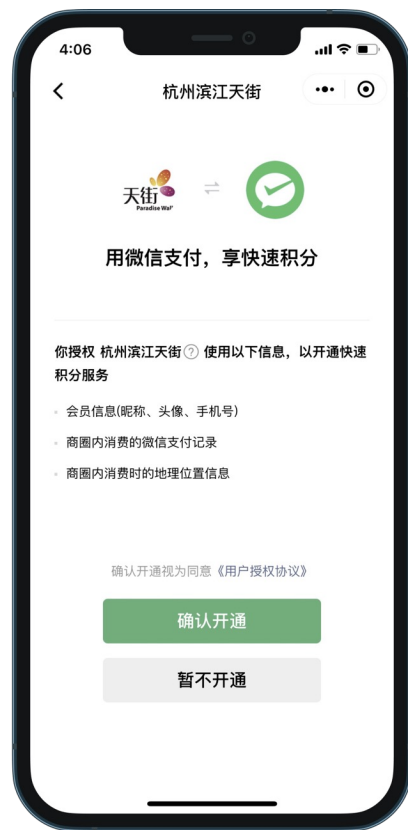 4:06
杭州滨江天街
天街
Paradise Walk
用微信支付，享快速积分
你授权 杭州滨江天街? 使用以下信息，以开通快速
积分服务
会员信息(昵称、头像、手机号)
商圈内消费的微信支付记录
商圈内消费时的地理位置信息
确认开通视为同意《用户授权协议》
确认开通
暂不开通